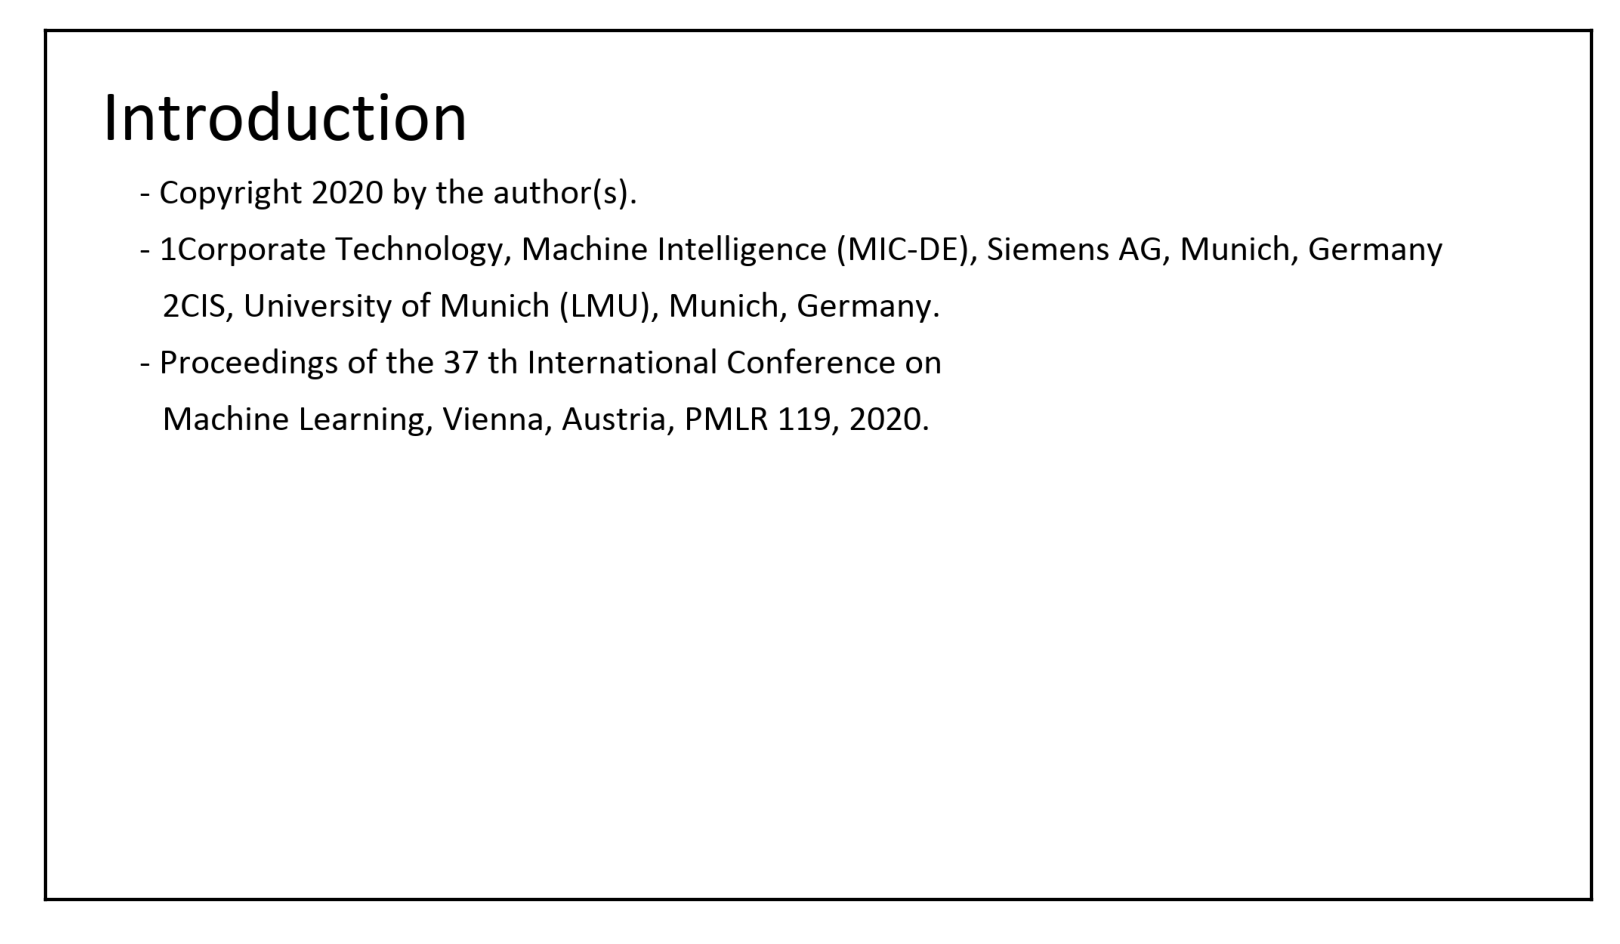 Introduction
- Copyright 2020 by the author(s).
- 1Corporate Technology, Machine Intelligence (MIC-DE), Siemens AG, Munich, Germany
2CIS, University of Munich (LMU), Munich, Germany.
- Proceedings of the 37 th International Conference on
Machine Learning, Vienna, Austria, PMLR 119, 2020.